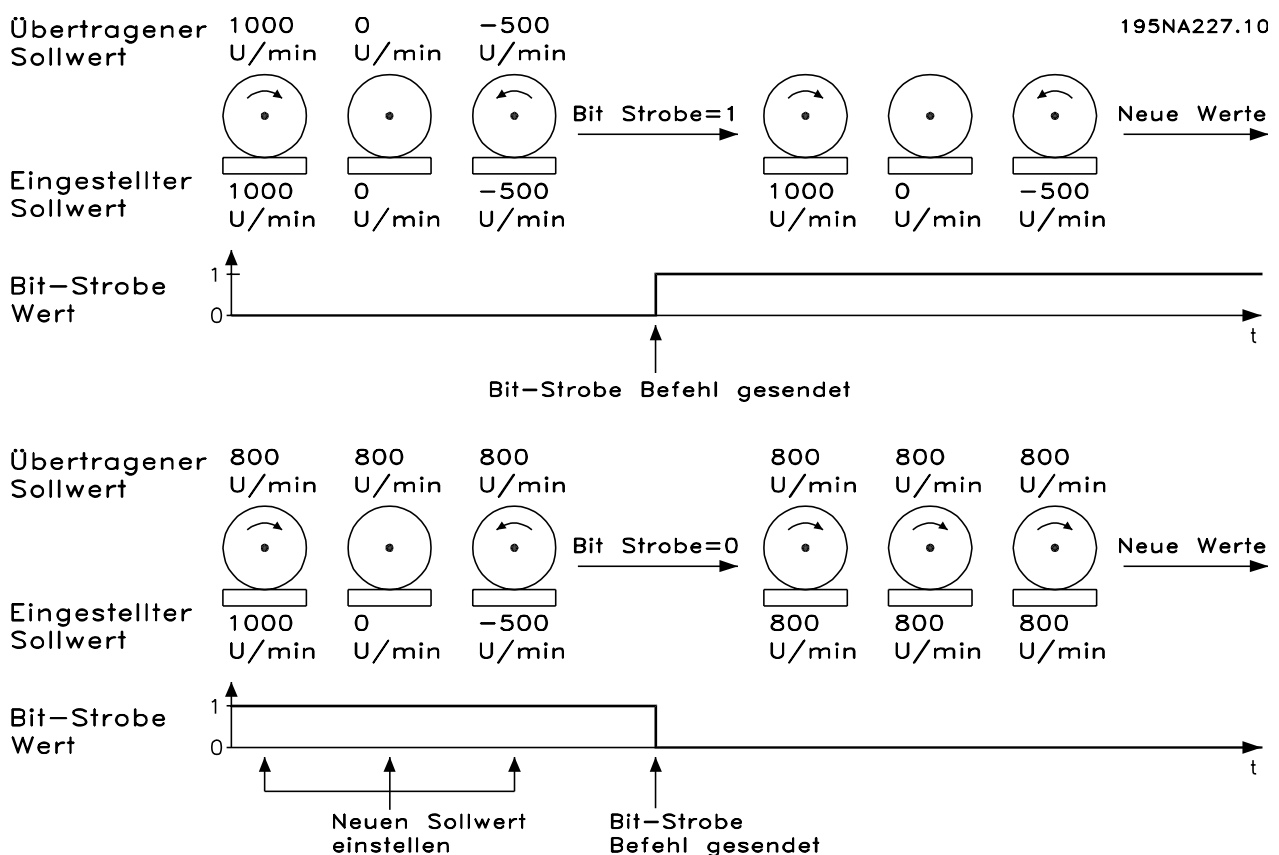 Übertragener Sollwert
1000 U/min
0 U/min
−500 U/min
195NA227.10
Bit Strobe=1
Neue Werte
Eingestellter Sollwert
1000 U/min
0 U/min
−500 U/min
1000 U/min
0 U/min
−500 U/min
Bit−Strobe Wert
1
0
t
Bit−Strobe Befehl gesendet
Übertragener Sollwert
800 U/min
800 U/min
800 U/min
800 U/min
800 U/min
800 U/min
Bit Strobe=0
Neue Werte
Eingestellter Sollwert
1000 U/min
0 U/min
−500 U/min
800 U/min
800 U/min
800 U/min
Bit−Strobe Wert
1
0
t
Neuen Sollwert einstellen
Bit−Strobe Befehl gesendet